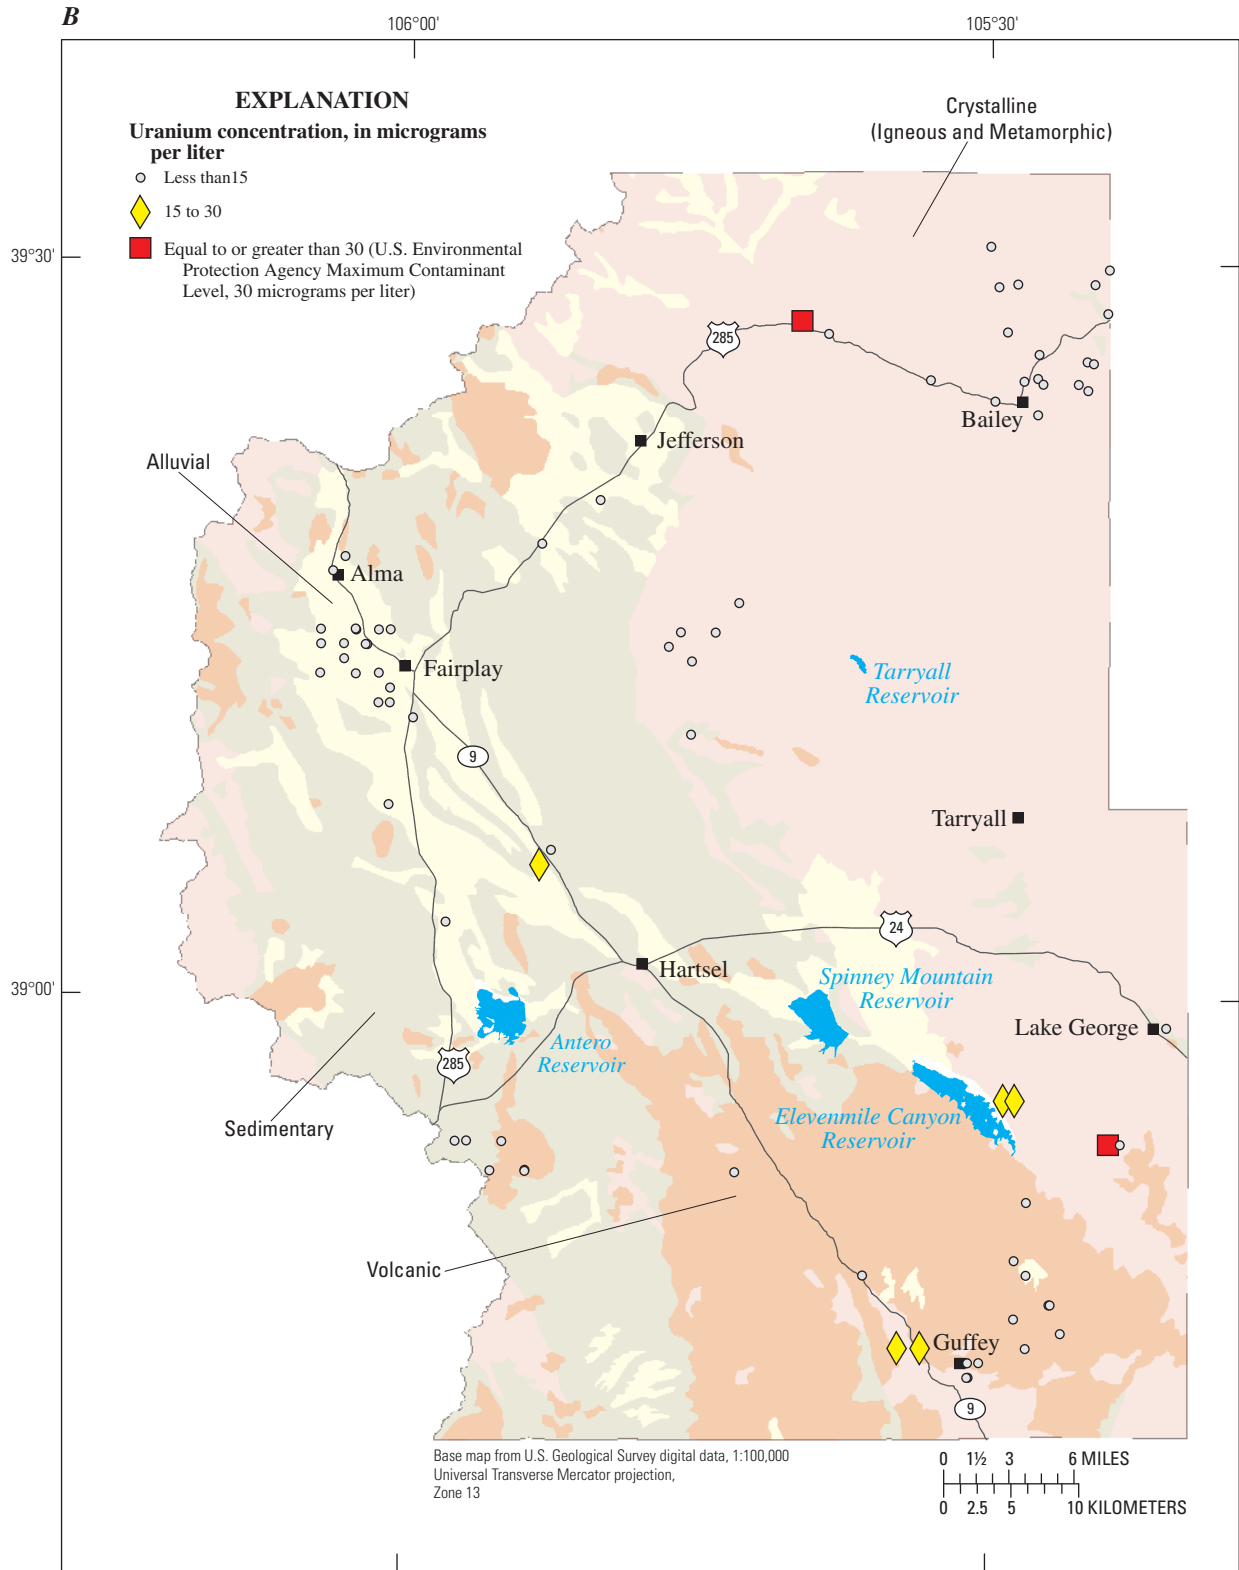 B
106°00'
105°30'
EXPLANATION
Uranium concentration, in micrograms
per liter
Less than15
15 to 30
Equal to or greater than 30 (U.S. Environmental
Protection Agency Maximum Contaminant
Level, 30 micrograms per liter)
Crystalline
(Igneous and Metamorphic)
39°30'
285
Bailey
Jefferson
Alluvial
Alma
Fairplay
Tarryall
Reservoir
9
Tarryall
24
Hartsel
Spinney Mountain
Reservoir
39°00'
Lake George
Antero
Reservoir
285
Elevenmile Canyon
Reservoir
Sedimentary
Volcanic
Guffey
9
Base map from U.S. Geological Survey digital data, 1:100,000
Universal Transverse Mercator projection,
Zone 13
0 1½ 3 6 MILES
0 2.5 5 10 KILOMETERS